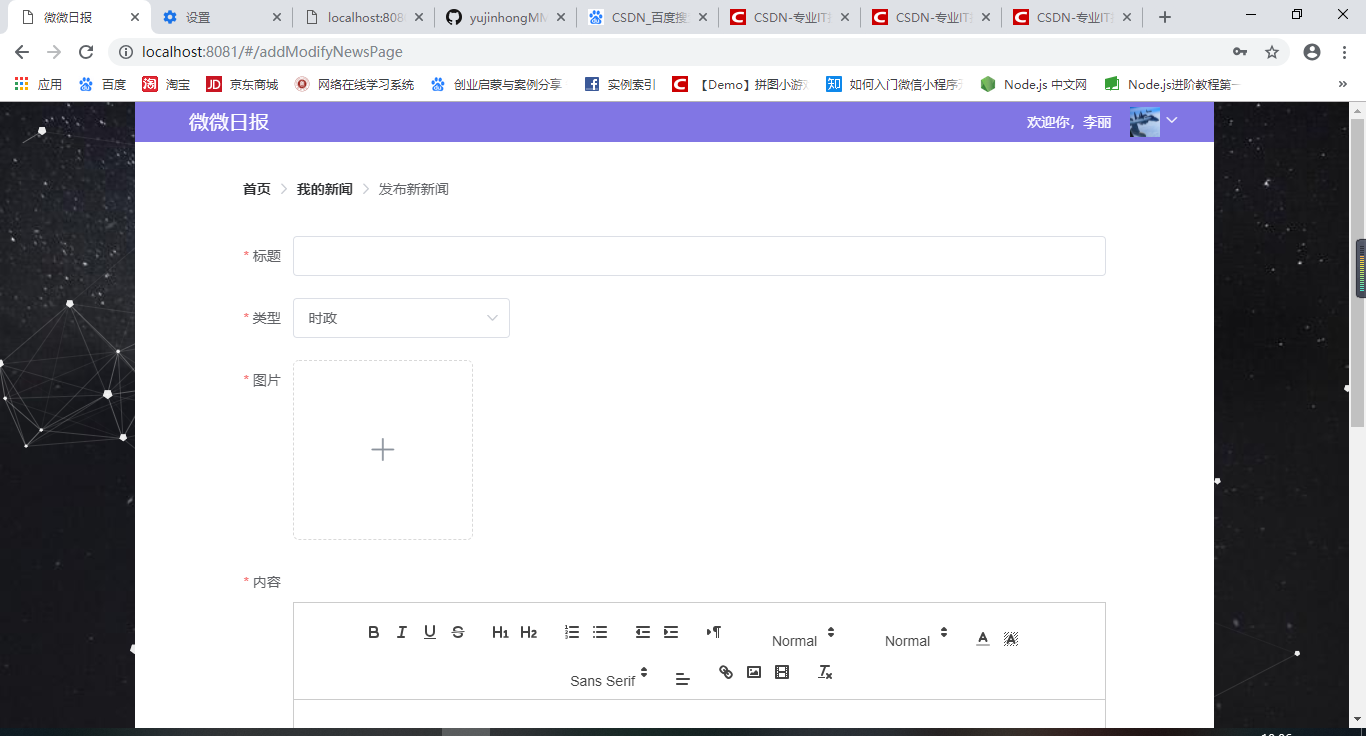 微微日报
设置
localhost:808
yujinhongMM
CSDN_百度搜
CSDN-专业IT技
CSDN-专业IT技
CSDN-专业IT技
localhost:8081/#/addModifyNewsPage
应用
百度
淘宝
京东商城
网络在线学习系统
创业启蒙与案例分享
实例索引
【Demo】拼图小游戏
如何入门微信小程序开
Node.js 中文网
Node.js进阶教程第一
»
微微日报
欢迎你，李丽
首页 > 我的新闻 > 发布新新闻
* 标题
* 类型 时政
* 图片
* 内容
B I U S H1 H2 Normal Normal A A
Sans Serif Tx